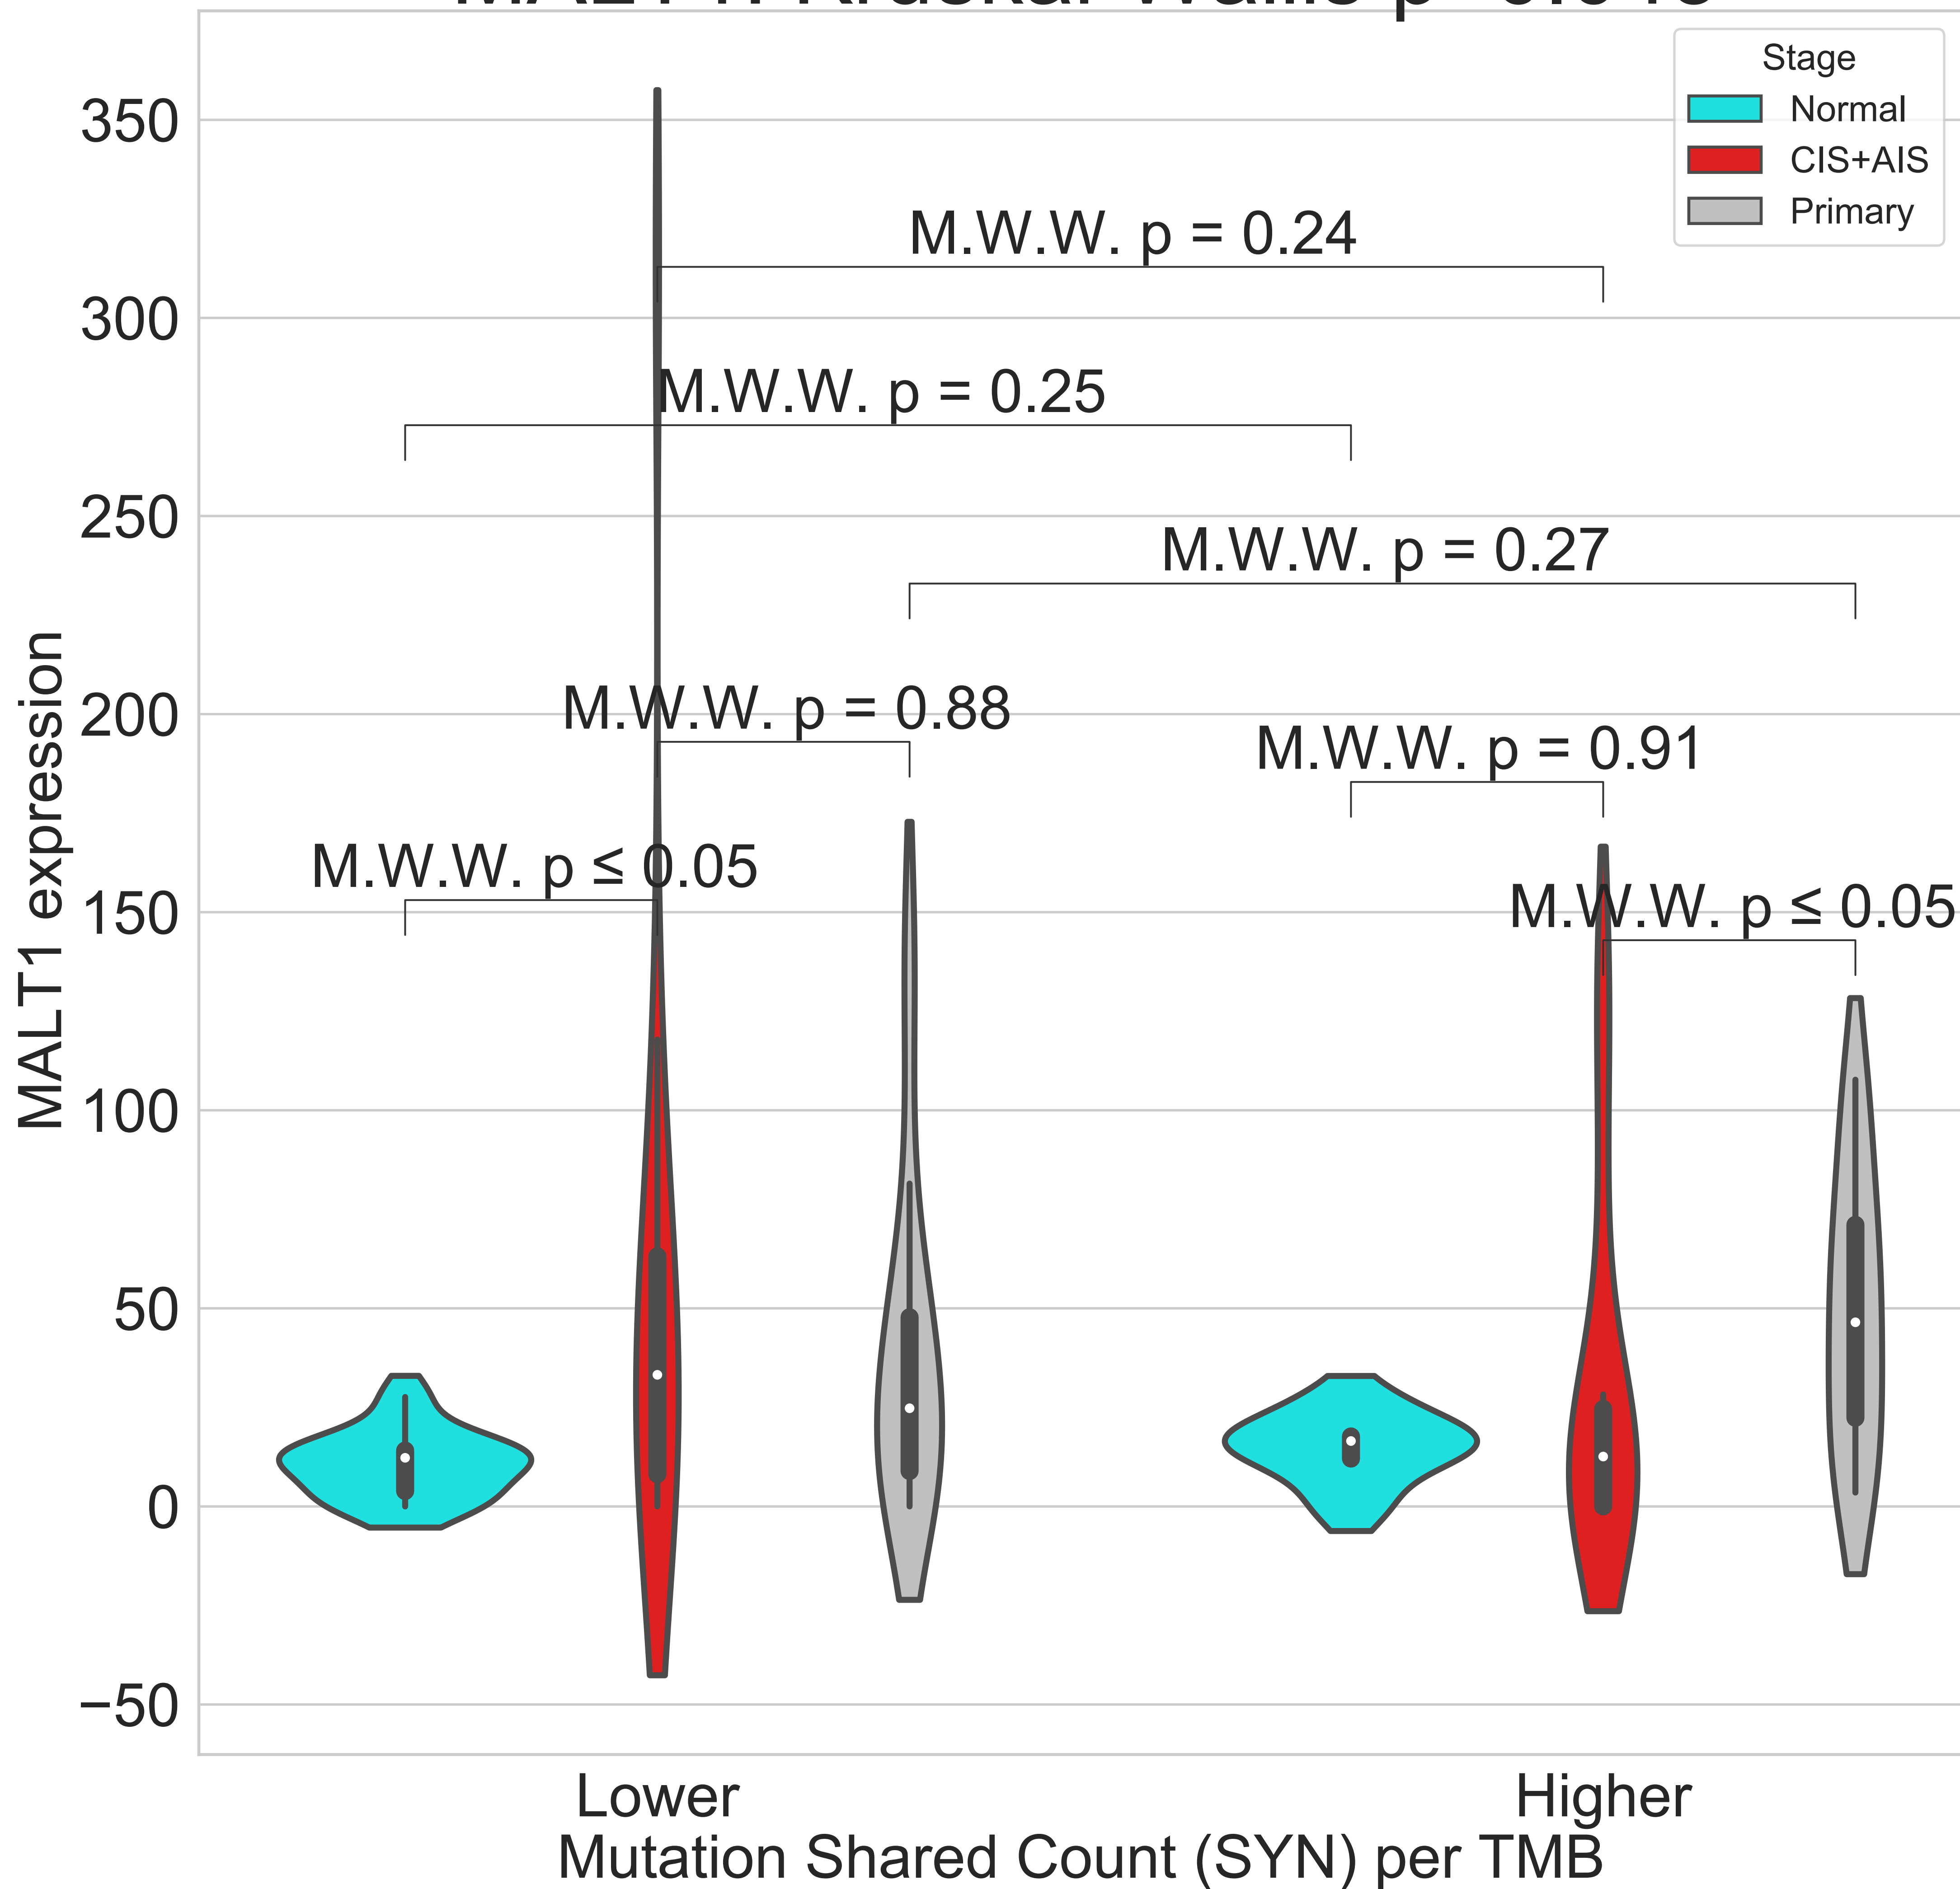 Stage
Normal
CIS+AIS
Primary
350
300
250
200
150
100
50
0
−50
MALT1 expression
M.W.W. p = 0.24
M.W.W. p = 0.25
M.W.W. p = 0.27
M.W.W. p = 0.88
M.W.W. p = 0.91
M.W.W. p ≤ 0.05
M.W.W. p ≤ 0.05
Lower
Higher
Mutation Shared Count (SYN) per TMB